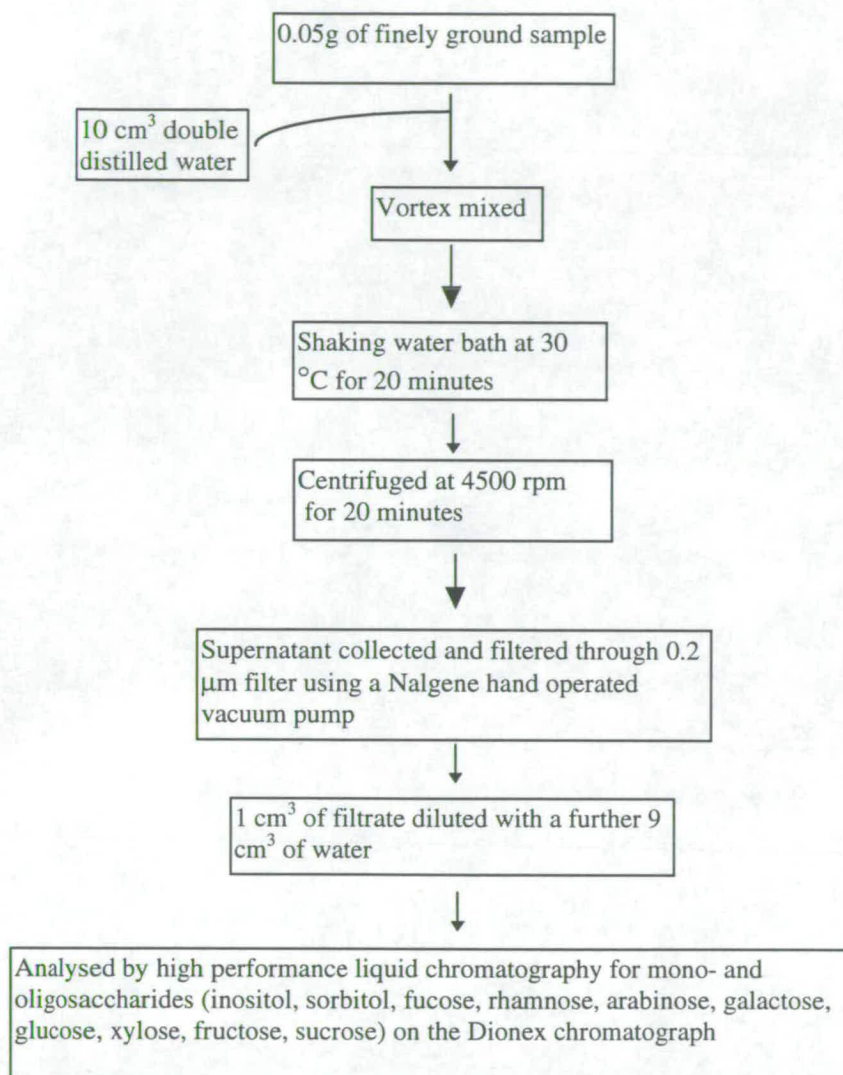 0.05g of finely ground sample
10 cm³ double
distilled water
Vortex mixed
Shaking water bath at 30
°C for 20 minutes
Centrifuged at 4500 rpm
for 20 minutes
Supernatant collected and filtered through 0.2
µm filter using a Nalgene hand operated
vacuum pump
1 cm³ of filtrate diluted with a further 9
cm³ of water
Analysed by high performance liquid chromatography for mono- and
oligosaccharides (inositol, sorbitol, fucose, rhamnose, arabinose, galactose,
glucose, xylose, fructose, sucrose) on the Dionex chromatograph